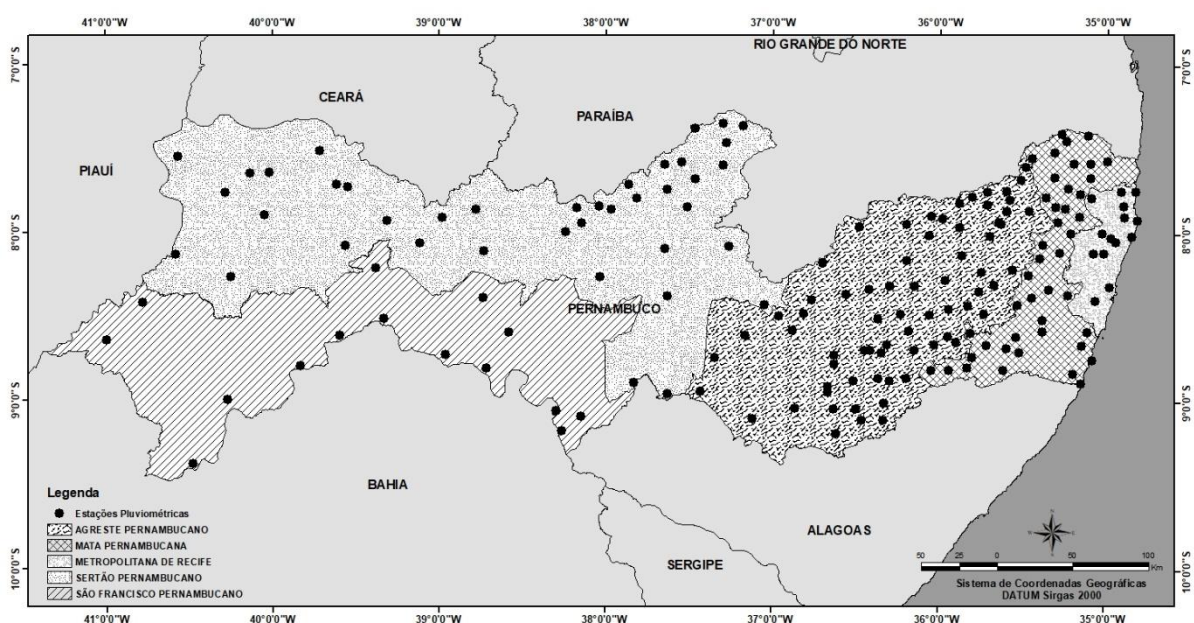 41°0'0"W 40°0'0"W 39°0'0"W 38°0'0"W 37°0'0"W 36°0'0"W 35°0'0"W
RIO GRANDE DO NORTE
7°0'0"S 7°0'0"S
CEARÁ
PARAÍBA
PIAUÍ
8°0'0"S 8°0'0"S
PERNAMBUCO
9°0'0"S 9°0'0"S
BAHIA
ALAGOAS
SERGIPE
10°0'0"S 10°0'0"S
Legenda
Estações Pluviométricas
AGRESTE PERNAMBUCANO
MATA PERNAMBUCANA
METROPOLITANA DE RECIFE
SERTÃO PERNAMBUCANO
SÃO FRANCISCO PERNAMBUCANO
50 25 0 50 100
Km
Sistema de Coordenadas Geográficas
DATUM Sirgas 2000
41°0'0"W 40°0'0"W 39°0'0"W 38°0'0"W 37°0'0"W 36°0'0"W 35°0'0"W